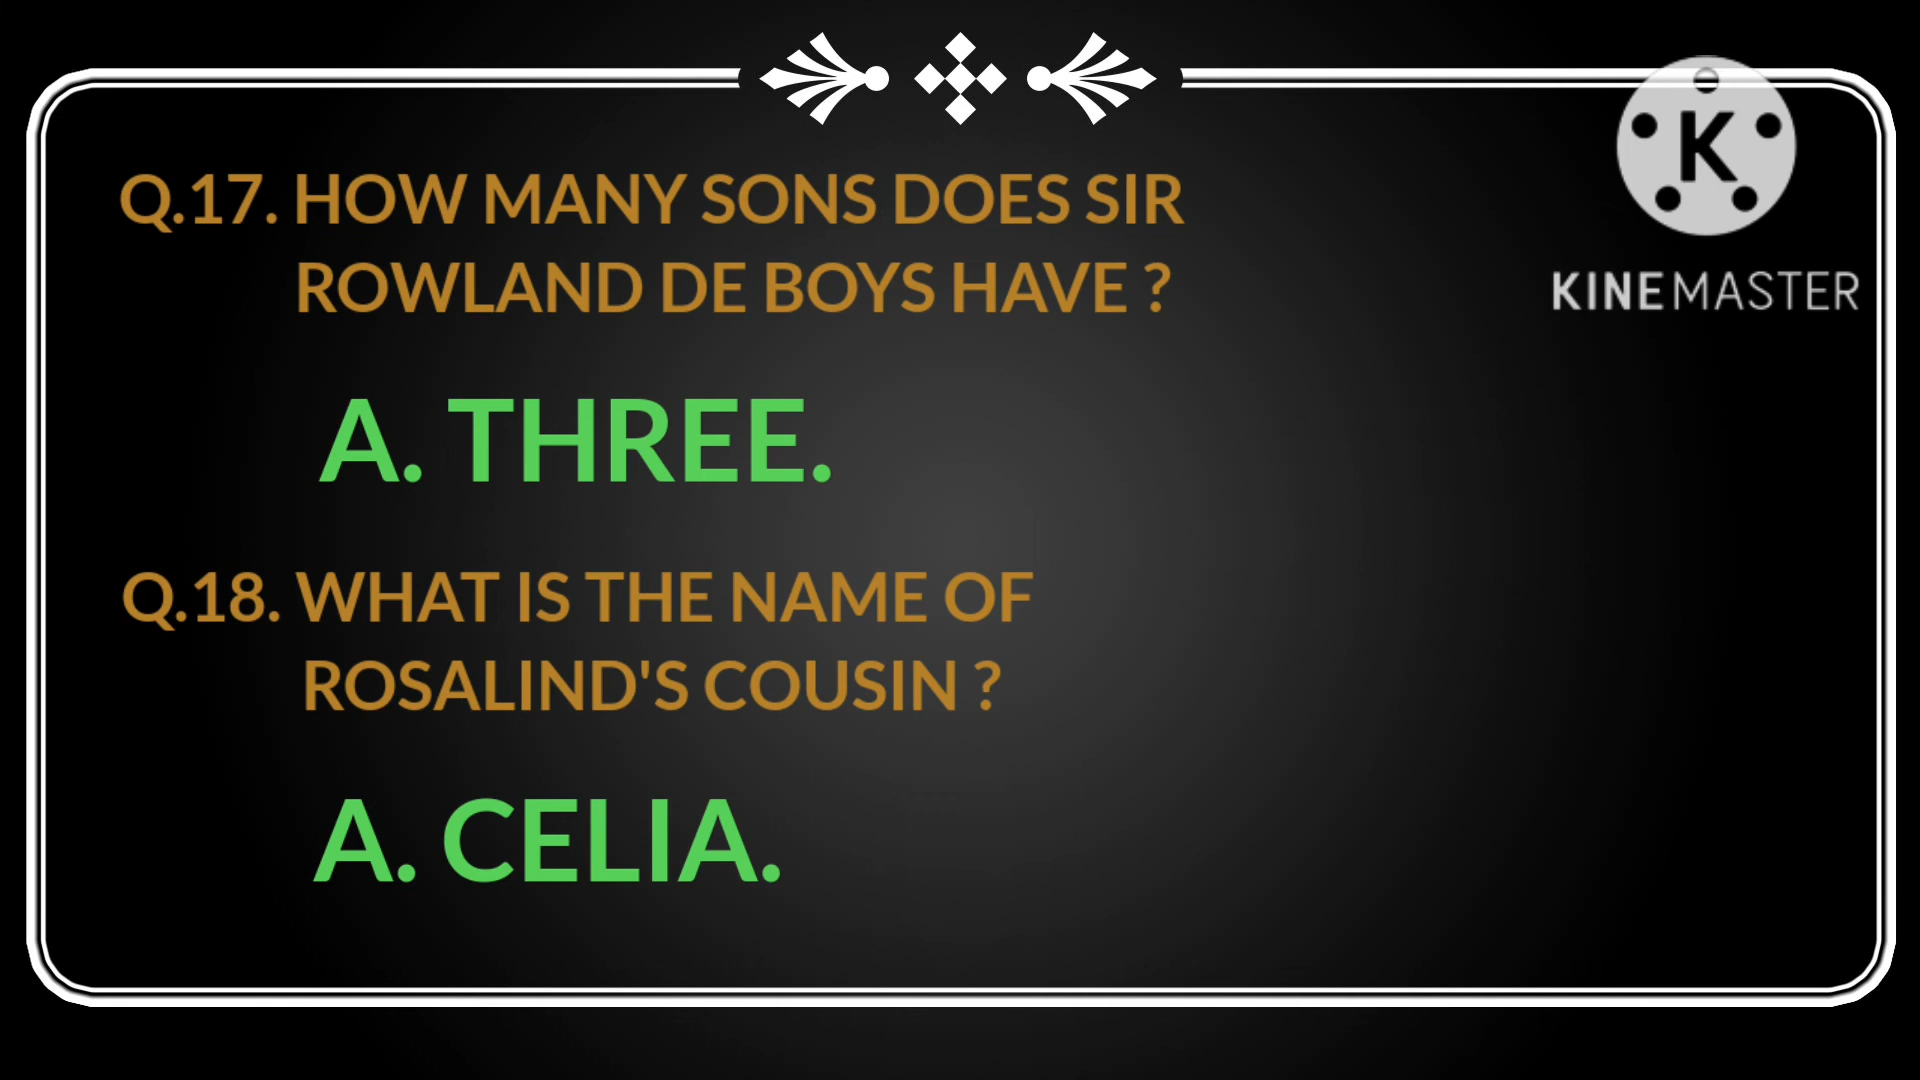 Q.17. HOW MANY SONS DOES SIR
ROWLAND DE BOYS HAVE ?
A. THREE.
Q.18. WHAT IS THE NAME OF
ROSALIND'S COUSIN ?
A. CELIA.
K
KINEMASTER